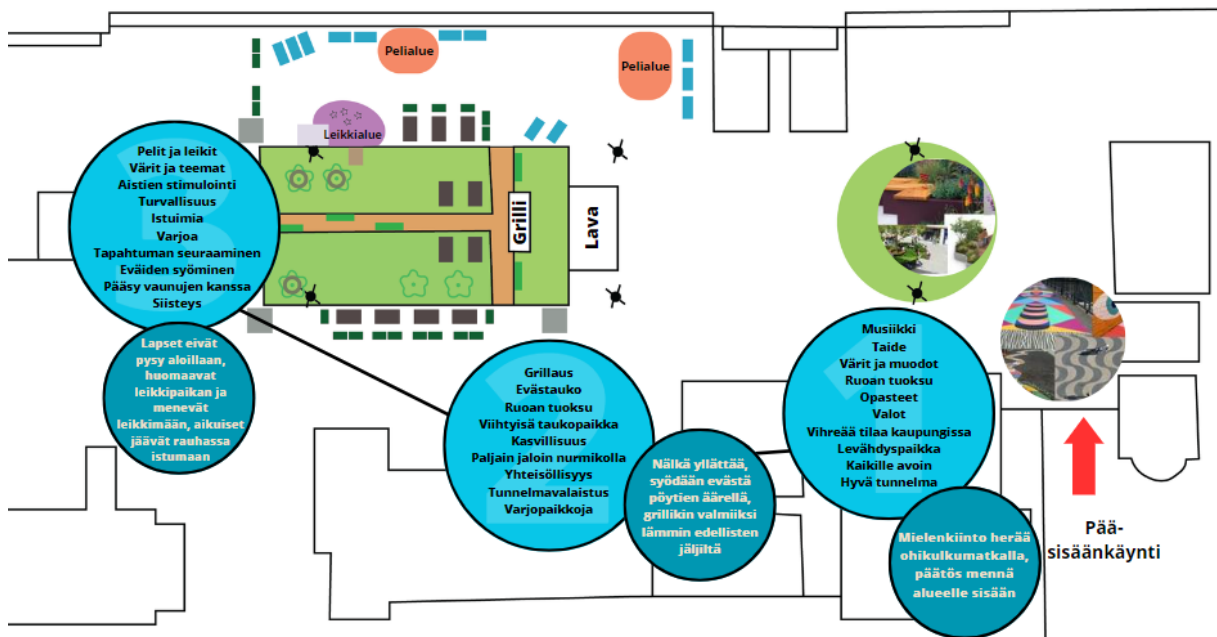 Pelialue
Pelialue
Leikkialue
Grilli
Lava
3
Pelit ja leikit
Värit ja teemat
Aistien stimulointi
Turvallisuus
Istuimia
Varjoa
Tapahtuman seuraaminen
Eväiden syöminen
Pääsy vaunujen kanssa
Siisteys
Lapset eivät
pysy aloillaan,
huomaavat
leikkipaikan ja
menevät
leikkimään, aikuiset
jäävät rauhassa
istumaan
2
Grillaus
Evästauko
Ruoan tuoksu
Viihtyisä taukopaikka
Kasvillisuus
Paljain jaloin nurmikolla
Yhteisöllisyys
Tunnelmavalaistus
Varjopaikkoja
Nälkä yllättää,
syödään evästä
pöytien äärellä,
grillikin valmiiksi
lämmin edellisten
jäljiltä
1
Musiikki
Taide
Värit ja muodot
Ruoan tuoksu
Opasteet
Valot
Vihreää tilaa kaupungissa
Levähdyspaikka
Kaikille avoin
Hyvä tunnelma
Mielenkiinto herää
ohikulkumatkalla,
päätös mennä
alueelle sisään
Pää-
sisäänkäynti